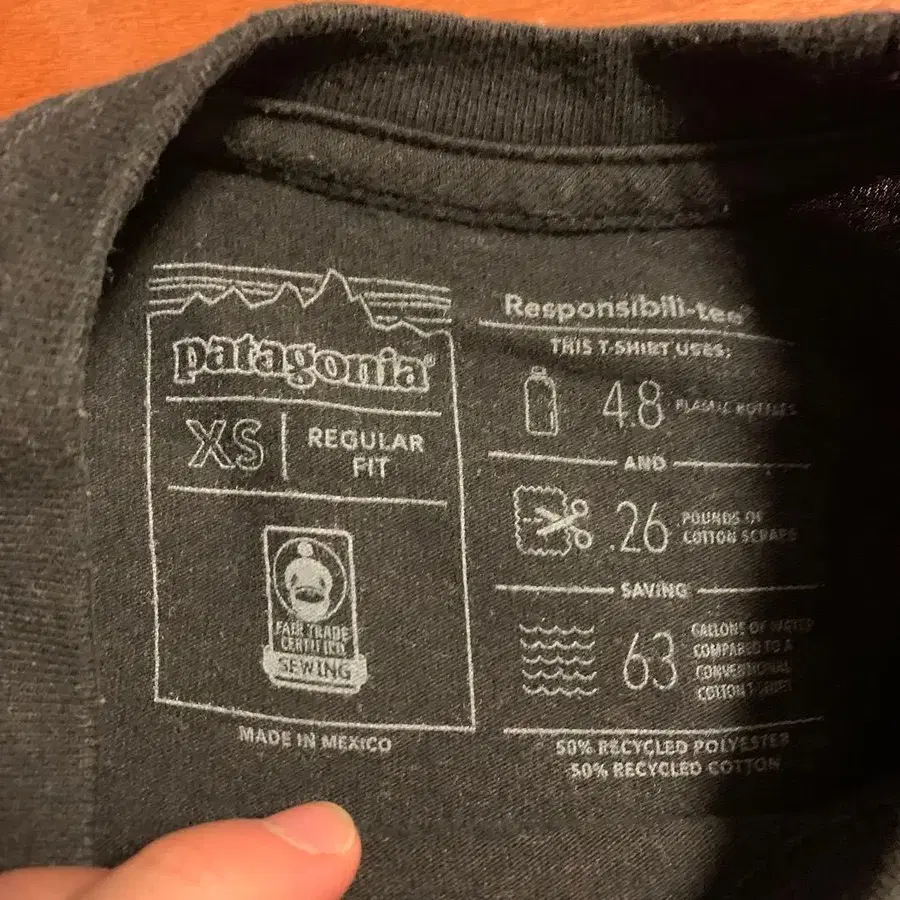 patagonia®
XS
REGULAR
FIT
FAIR TRADE
CERTIFIED
SEWING
MADE IN MEXICO
Responsibili-tee®
THIS T-SHIRT USES:
4.8 PLASTIC BOTTLES
AND
.26 POUNDS OF
COTTON SCRAPS
SAVING
63 GALLONS OF WATER
COMPARED TO A
CONVENTIONAL
COTTON T-SHIRT
50% RECYCLED POLYESTER
50% RECYCLED COTTON